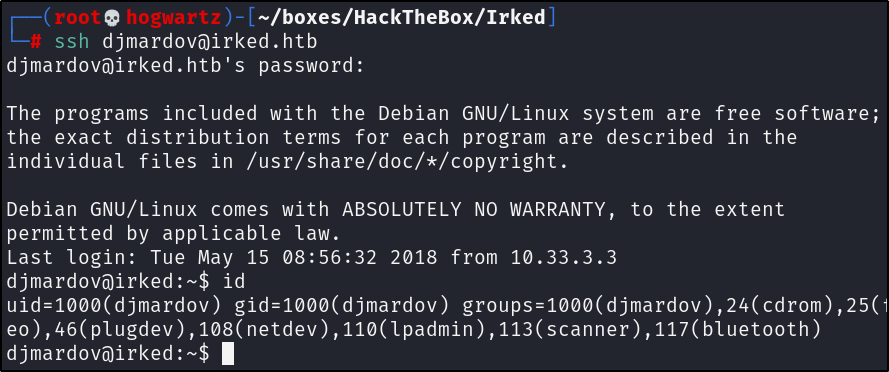 ┌──(root💀hogwartz)-[~/boxes/HackTheBox/Irked]
└─# ssh djmardov@irked.htb
djmardov@irked.htb's password:
The programs included with the Debian GNU/Linux system are free software;
the exact distribution terms for each program are described in the
individual files in /usr/share/doc/*/copyright.
Debian GNU/Linux comes with ABSOLUTELY NO WARRANTY, to the extent
permitted by applicable law.
Last login: Tue May 15 08:56:32 2018 from 10.33.3.3
djmardov@irked:~$ id
uid=1000(djmardov) gid=1000(djmardov) groups=1000(djmardov),24(cdrom),25(f
eo),46(plugdev),108(netdev),110(lpadmin),113(scanner),117(bluetooth)
djmardov@irked:~$